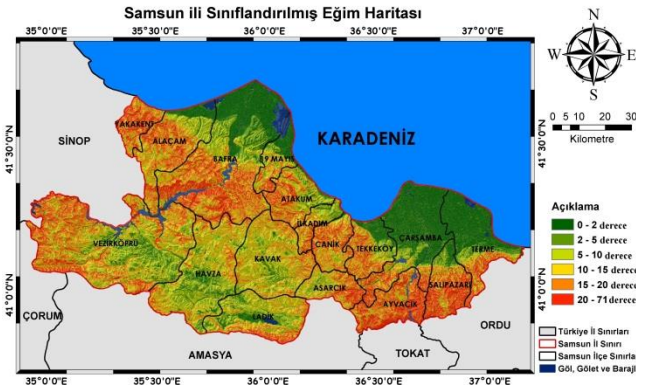 Samsun ili Sınıflandırılmış Eğim Haritası
35°0'0"E 35°30'0"E 36°0'0"E 36°30'0"E 37°0'0"E
N
W E
S
0 5 10 20 30
Kilometre
41°30'0"N
41°0'0"N
SİNOP
KARADENİZ
YAKAKENT
ALAÇAM
BAFRA
19 MAYIS
ATAKUM
İLKADIM
CANİK
TEKKEKÖY
ÇARŞAMBA
TERME
VEZİRKÖPRÜ
HAVZA
KAVAK
ASARCIK
AYVACIK
SALIPAZARI
LADİK
ÇORUM
AMASYA
TOKAT
ORDU
Açıklama
0 - 2 derece
2 - 5 derece
5 - 10 derece
10 - 15 derece
15 - 20 derece
20 - 71 derece
Türkiye İl Sınırları
Samsun İl Sınırı
Samsun İlçe Sınırla
Göl, Gölet ve Barajl
41°30'0"N
41°0'0"N
35°0'0"E 35°30'0"E 36°0'0"E 36°30'0"E 37°0'0"E